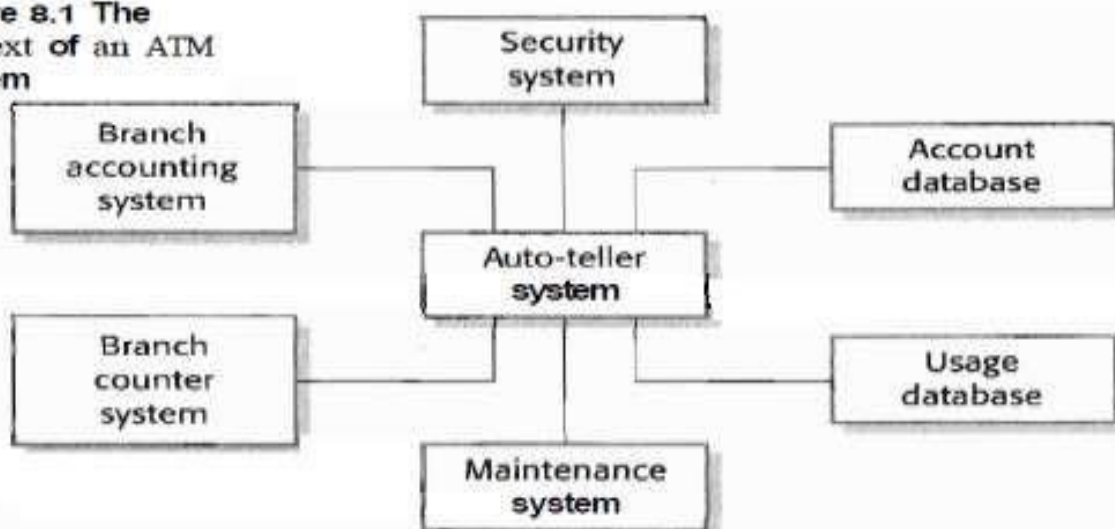 e 8.1 The
ext of an ATM
em
Security
system
Branch
accounting
system
Account
database
Auto-teller
system
Branch
counter
system
Usage
database
Maintenance
system